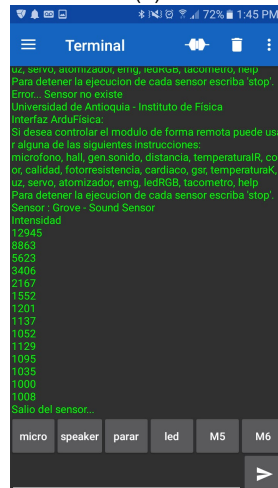 72% 1:45 PM
Terminal
uz, servo, atomizador, emg, ledRGB, tacometro, help
Para detener la ejecucion de cada sensor escriba 'stop'.
Error... Sensor no existe
Universidad de Antioquia - Instituto de Física
Interfaz ArduFísica:
Si desea controlar el modulo de forma remota puede usa
r alguna de las siguientes instrucciones:
microfono, hall, gen.sonido, distancia, temperaturaIR, co
or, calidad, fotorresistencia, cardiaco, gsr, temperaturaK,
uz, servo, atomizador, emg, ledRGB, tacometro, help
Para detener la ejecucion de cada sensor escriba 'stop'.
Sensor : Grove - Sound Sensor
Intensidad
12945
8863
5623
3406
2167
1552
1201
1137
1052
1129
1095
1035
1000
1008
Salio del sensor...
micro speaker parar led M5 M6